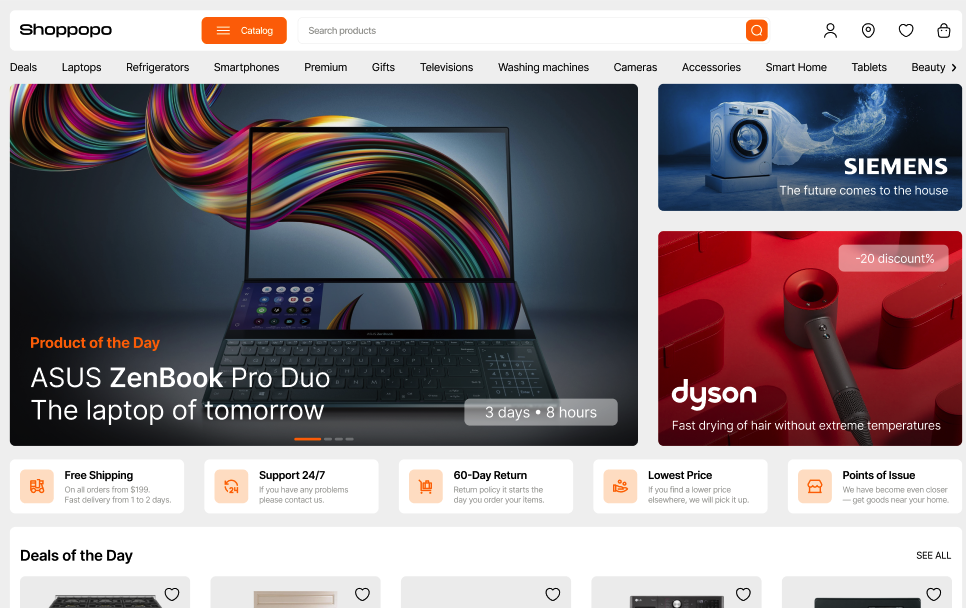 Shoppopo
Catalog
Search products
Deals
Laptops
Refrigerators
Smartphones
Premium
Gifts
Televisions
Washing machines
Cameras
Accessories
Smart Home
Tablets
Beauty
Product of the Day
ASUS ZenBook Pro Duo
The laptop of tomorrow
3 days • 8 hours
SIEMENS
The future comes to the house
-20 discount%
dyson
Fast drying of hair without extreme temperatures
Free Shipping
On all orders from $199.
Fast delivery from 1 to 2 days.
24
Support 24/7
If you have any problems
please contact us.
60-Day Return
Return policy it starts the
day you order your items.
Lowest Price
If you find a lower price
elsewhere, we will pick it up.
Points of Issue
We have become even closer
— get goods near your home.
Deals of the Day
SEE ALL